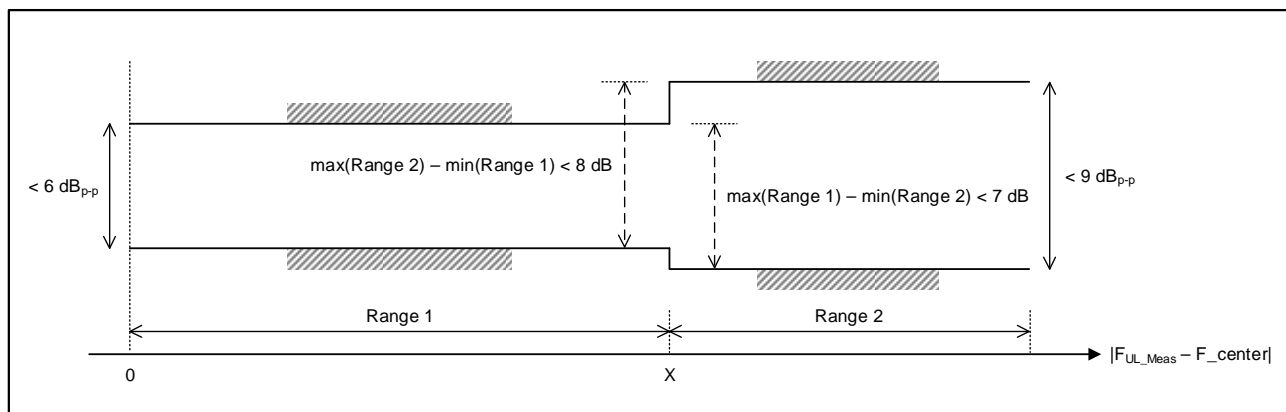 max(Range 2) – min(Range 1) < 8 dB
< 6 dBp-p
max(Range 1) – min(Range 2) < 7 dB
< 9 dBp-p
Range 1
Range 2
0
X
|FUL_Meas – F_center|